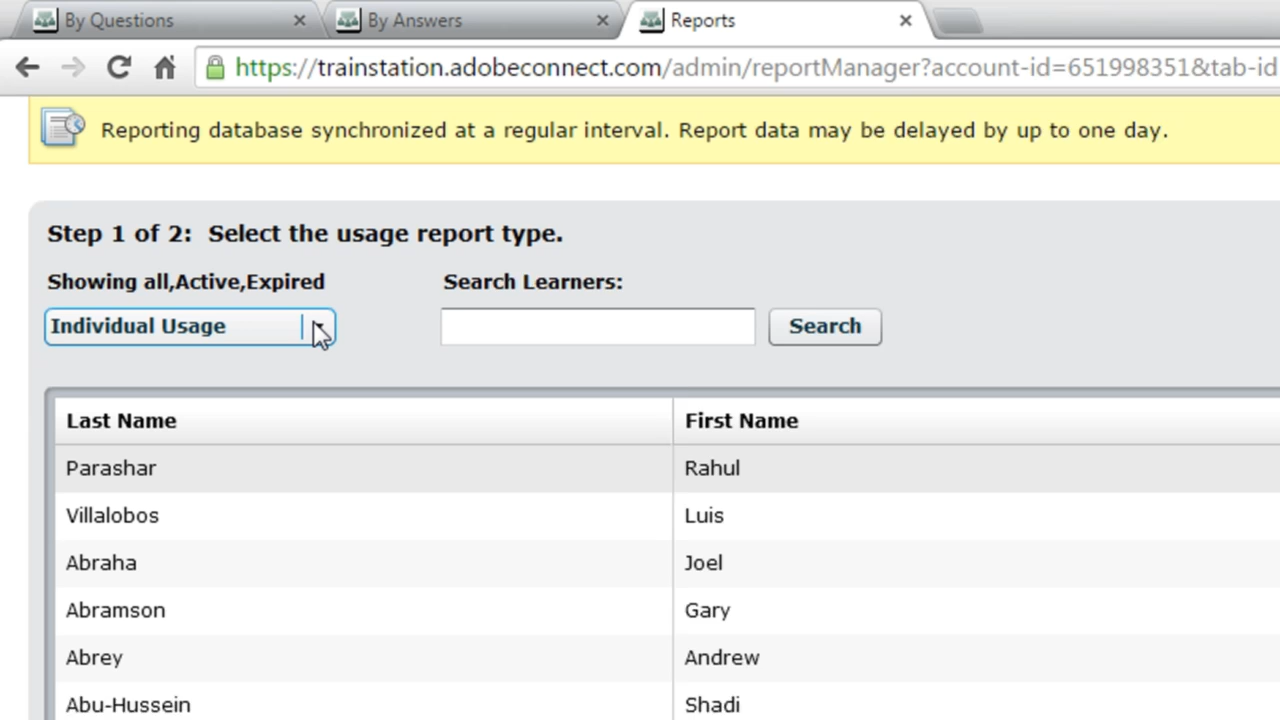 By Questions
By Answers
Reports
https://trainstation.adobeconnect.com/admin/reportManager?account-id=651998351&tab-id
Reporting database synchronized at a regular interval. Report data may be delayed by up to one day.
Step 1 of 2: Select the usage report type.
Showing all,Active,Expired
Search Learners:
Individual Usage
Search
Last Name First Name
Parashar Rahul
Villalobos Luis
Abraha Joel
Abramson Gary
Abrey Andrew
Abu-Hussein Shadi